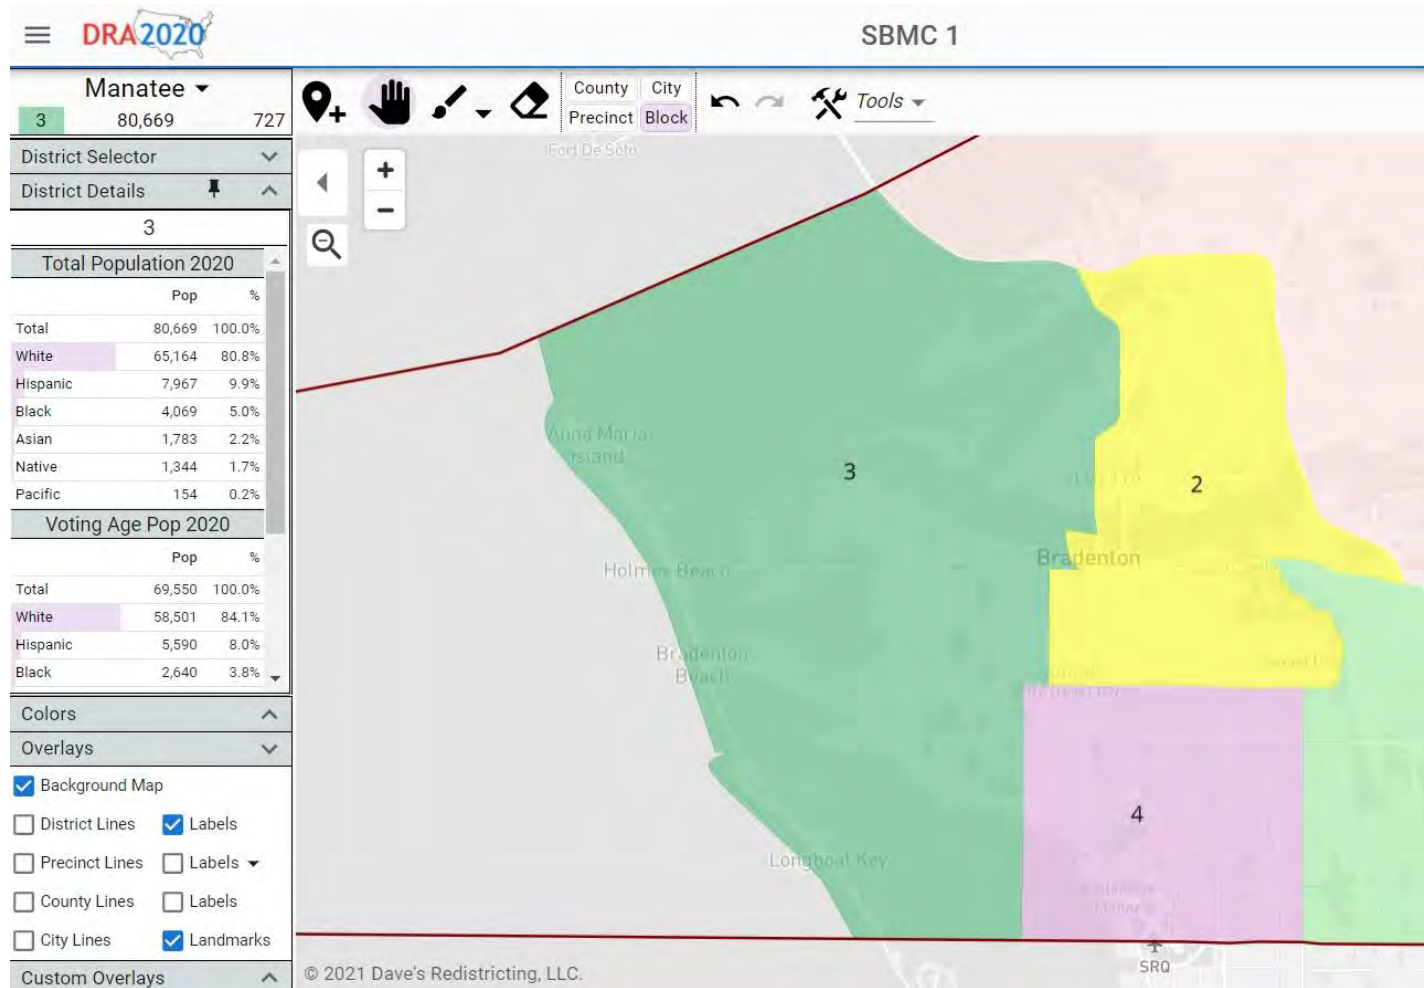 DRA2020
SBMC 1
Manatee
3 80,669 727
County City
Precinct Block
Tools
District Selector
District Details
3
Total Population 2020
Pop %
Total 80,669 100.0%
White 65,164 80.8%
Hispanic 7,967 9.9%
Black 4,069 5.0%
Asian 1,783 2.2%
Native 1,344 1.7%
Pacific 154 0.2%
Voting Age Pop 2020
Pop %
Total 69,550 100.0%
White 58,501 84.1%
Hispanic 5,590 8.0%
Black 2,640 3.8%
Colors
Overlays
Background Map
District Lines Labels
Precinct Lines Labels
County Lines Labels
City Lines Landmarks
Custom Overlays
Fort De Soto
Anna Maria
Island
3
2
Bradenton
Holmes Beach
Bradenton
Beach
4
Longboat Key
SRQ
© 2021 Dave's Redistricting, LLC.